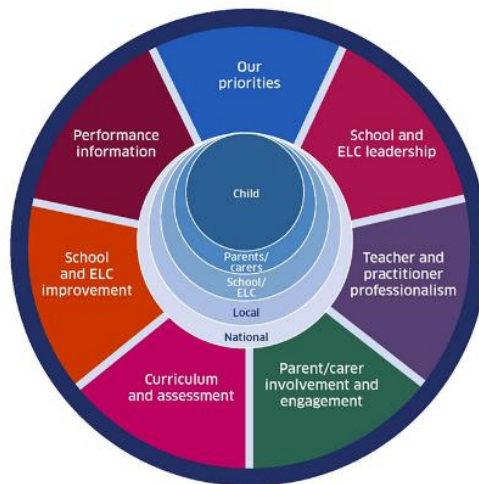 Our
priorities
School and
ELC leadership
Teacher and
practitioner
professionalism
Parent/carer
involvement and
engagement
Curriculum
and assessment
School
and ELC
improvement
Performance
information
Child
Parents/
carers
School/
ELC
Local
National